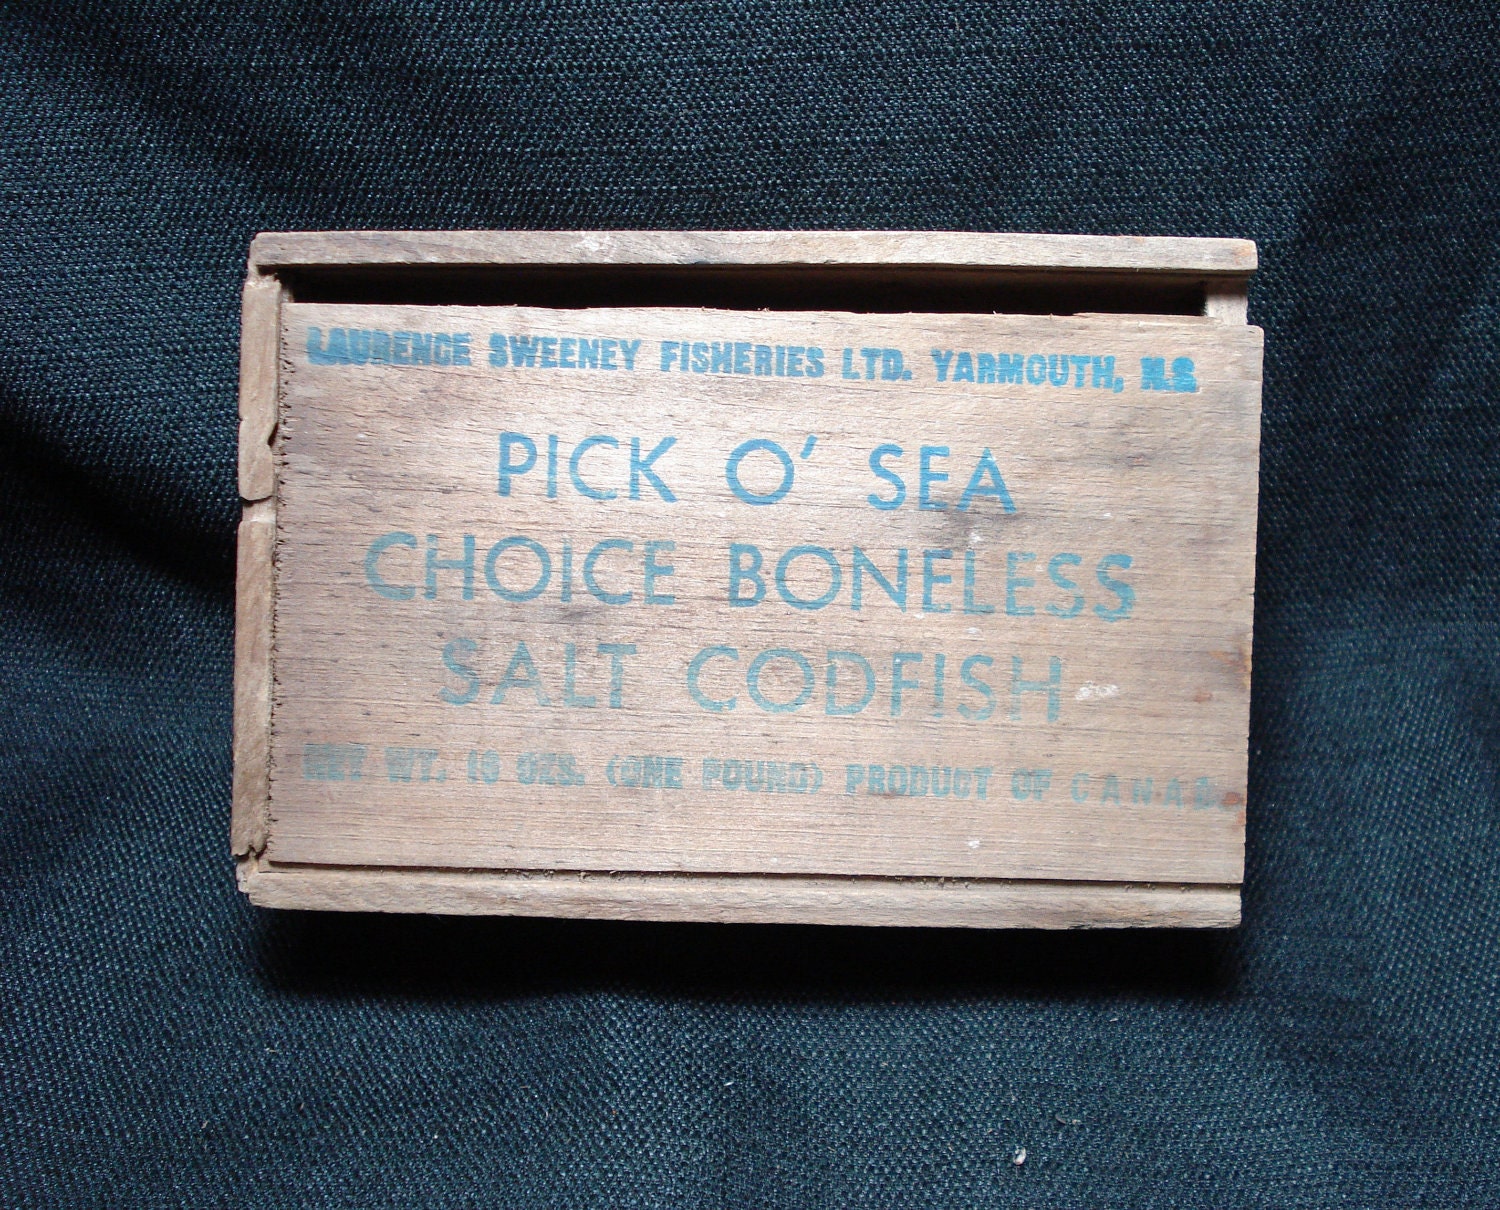 LAURENCE SWEENEY FISHERIES LTD. YARMOUTH, N.S.
PICK O' SEA
CHOICE BONELESS
SALT CODFISH
NET WT. 16 OZS. (ONE POUND) PRODUCT OF CANADA